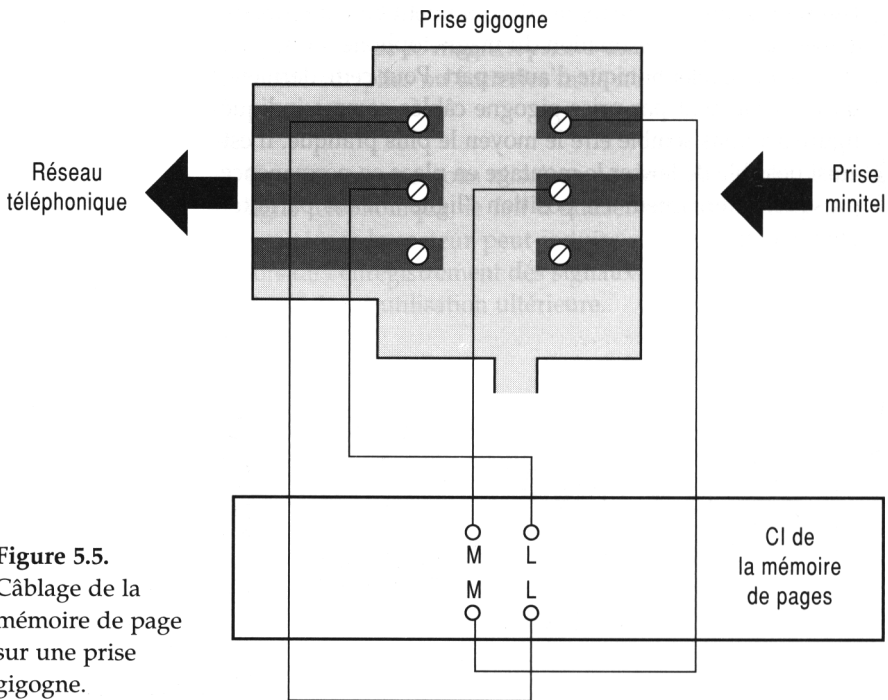 Prise gigogne
Réseau
téléphonique
Prise
minitel
M L
M L
CI de
la mémoire
de pages
Figure 5.5.
Câblage de la
mémoire de page
sur une prise
gigogne.